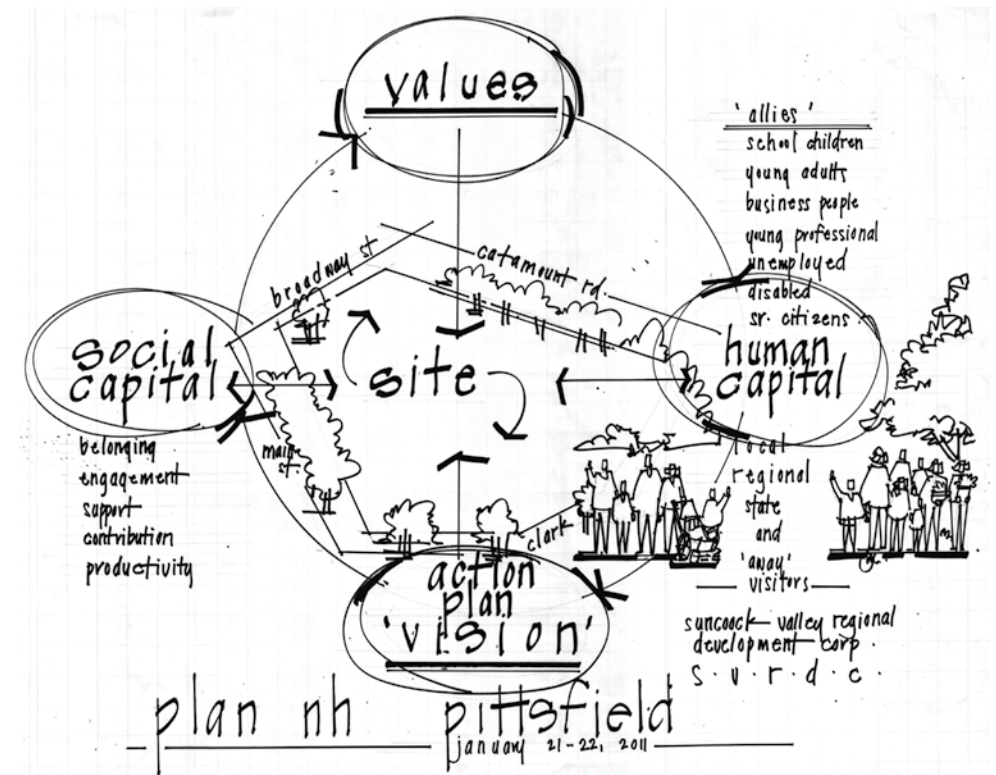 values
'allies'
school children
young adults
business people
young professional
unemployed
disabled
sr. citizens
broadway st
catamount rd.
social
capital
site
human
capital
belonging
engagement
support
contribution
productivity
main
st.
clark
local
regional
state
and
'away'
visitors
action
plan
'vision'
suncook valley regional
development corp.
s.v.r.d.c.
plan nh pittsfield
january 21-22, 2011